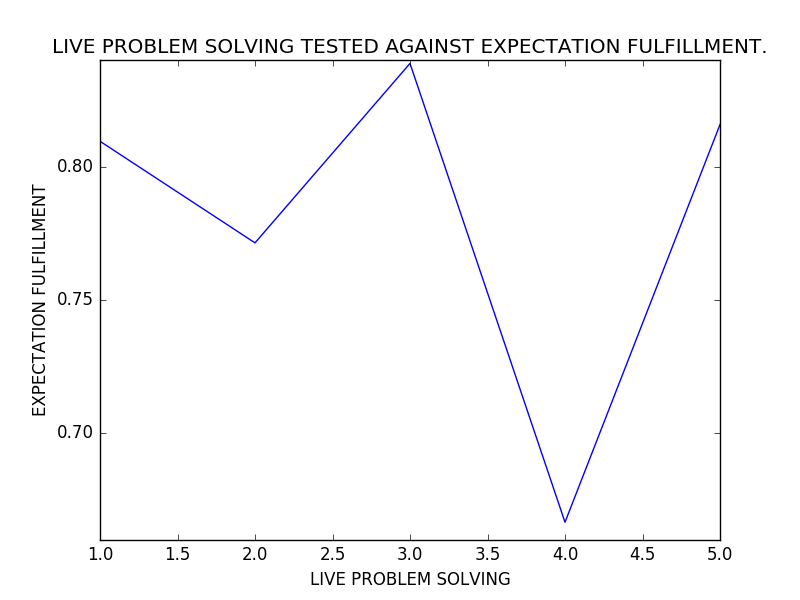 LIVE PROBLEM SOLVING TESTED AGAINST EXPECTATION FULFILLMENT.
EXPECTATION FULFILLMENT
0.80
0.75
0.70
1.0 1.5 2.0 2.5 3.0 3.5 4.0 4.5 5.0
LIVE PROBLEM SOLVING